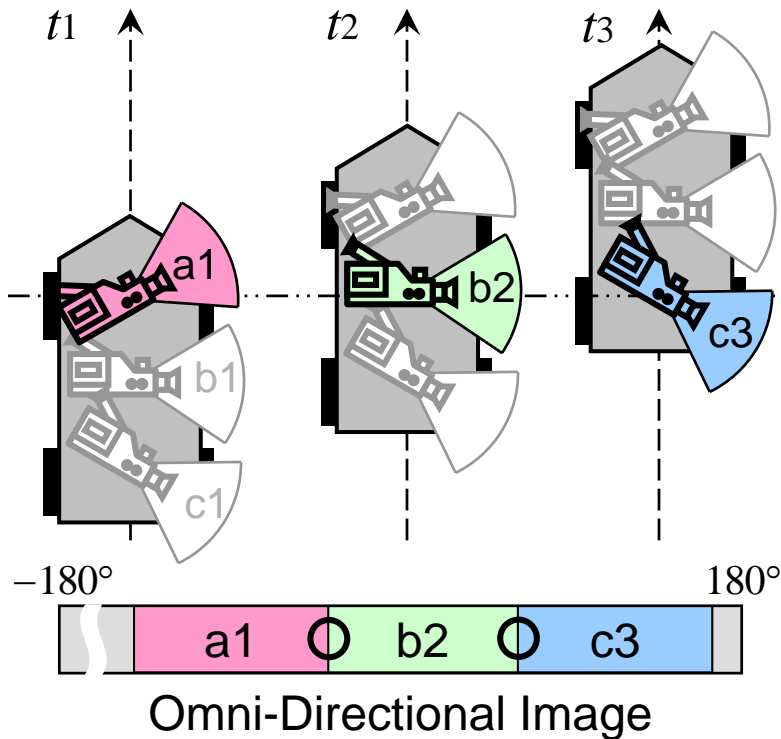 t1 t2 t3
a1 b2 c3
b1
c1
−180° 180°
a1 b2 c3
Omni-Directional Image